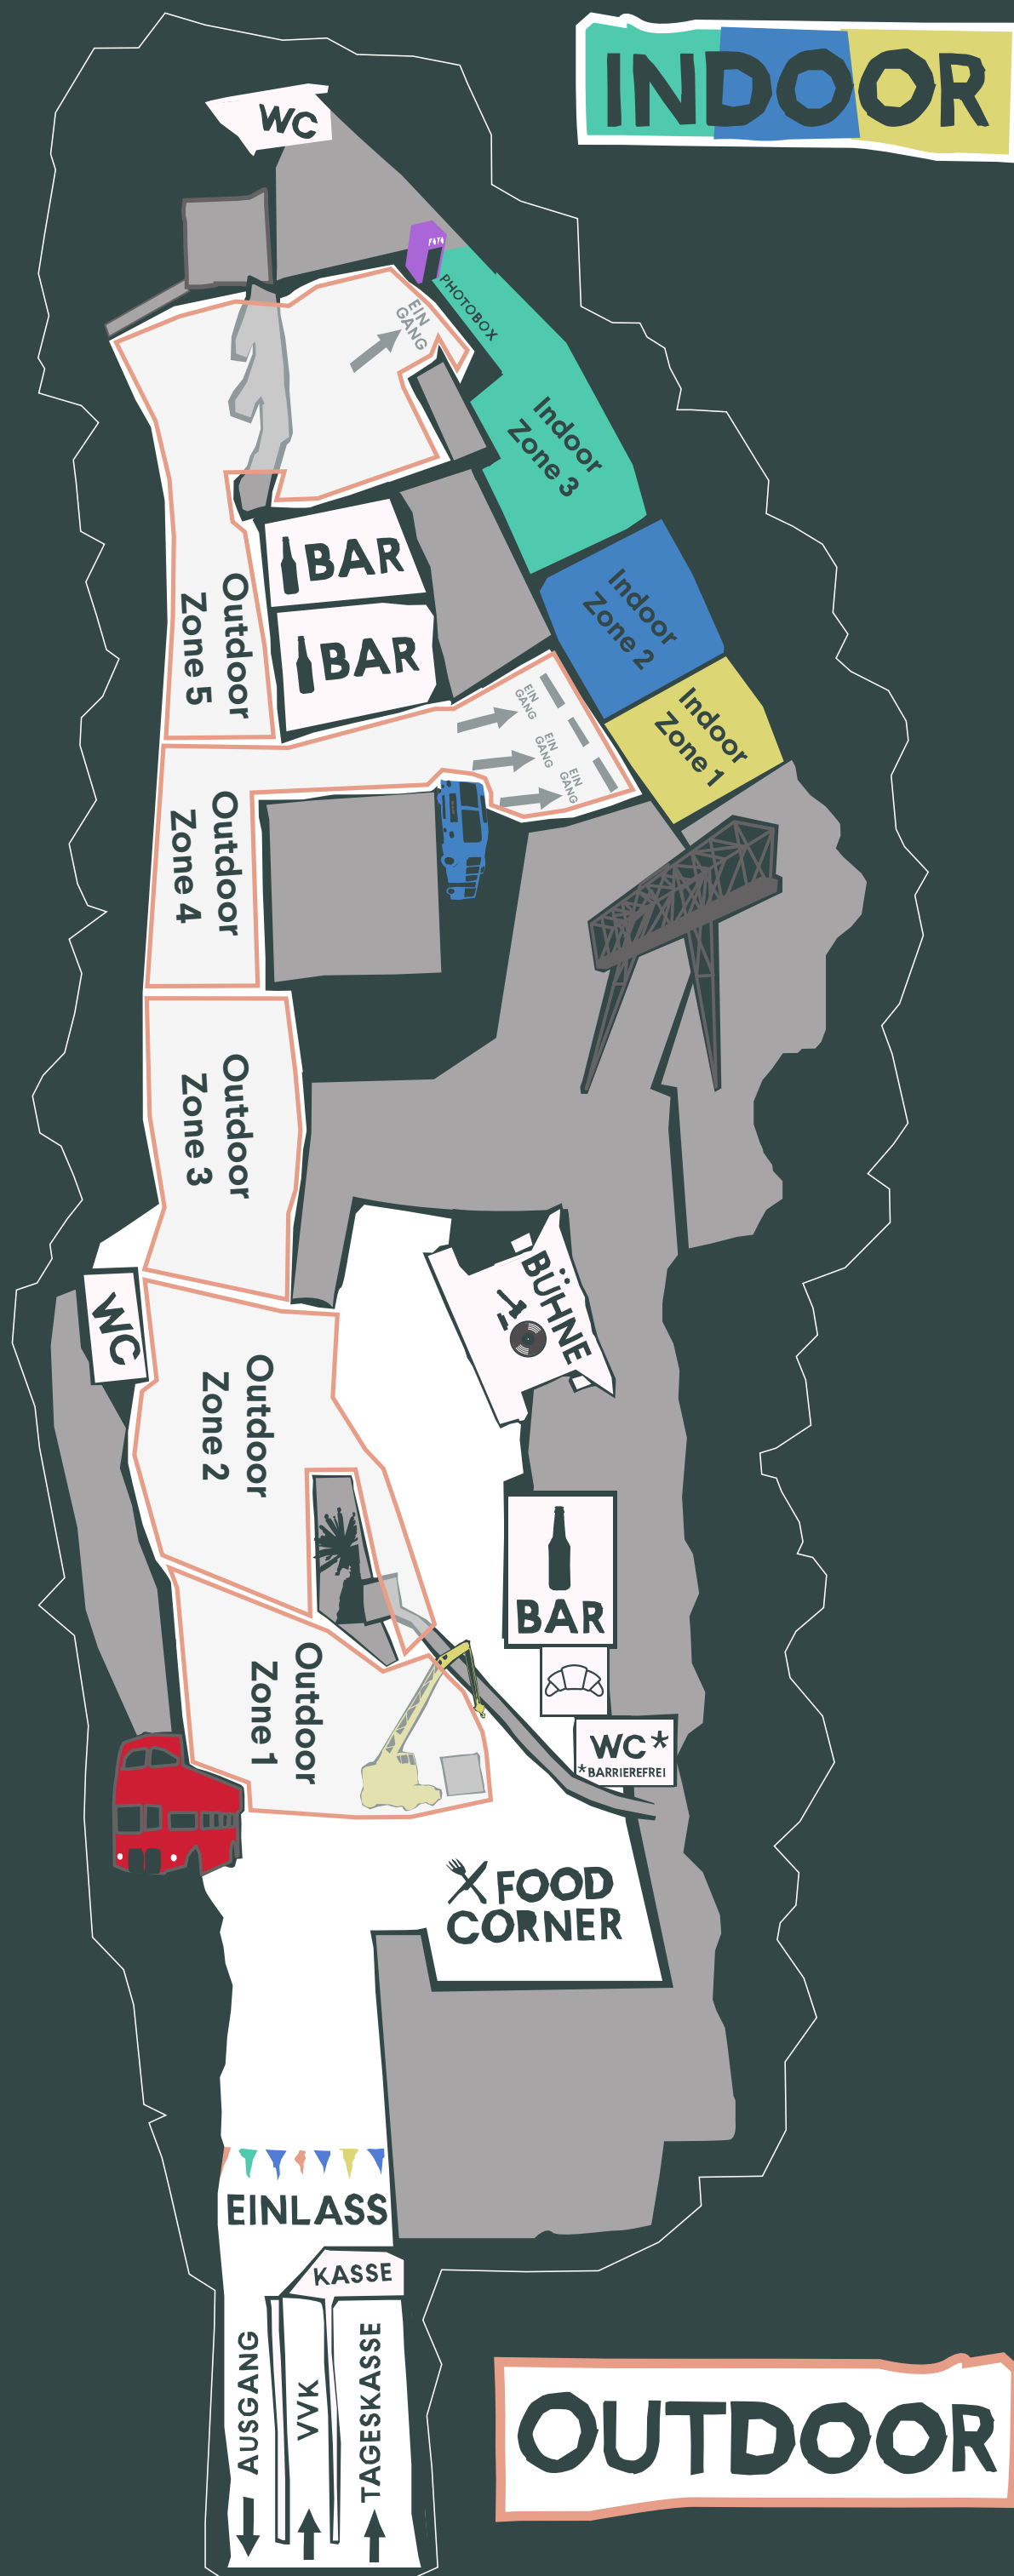 INDOOR
WC
FOTO
PHOTOBOX
EIN
GANG
Indoor
Zone 3
BAR
Indoor
Zone 2
BAR
Outdoor
Zone 5
Indoor
Zone 1
EIN
GANG
EIN
GANG
EIN
GANG
Outdoor
Zone 4
Outdoor
Zone 3
BÜHNE
WC
Outdoor
Zone 2
BAR
Outdoor
Zone 1
WC*
*BARRIEREFREI
FOOD
CORNER
EINLASS
KASSE
AUSGANG
VVK
TAGESKASSE
OUTDOOR